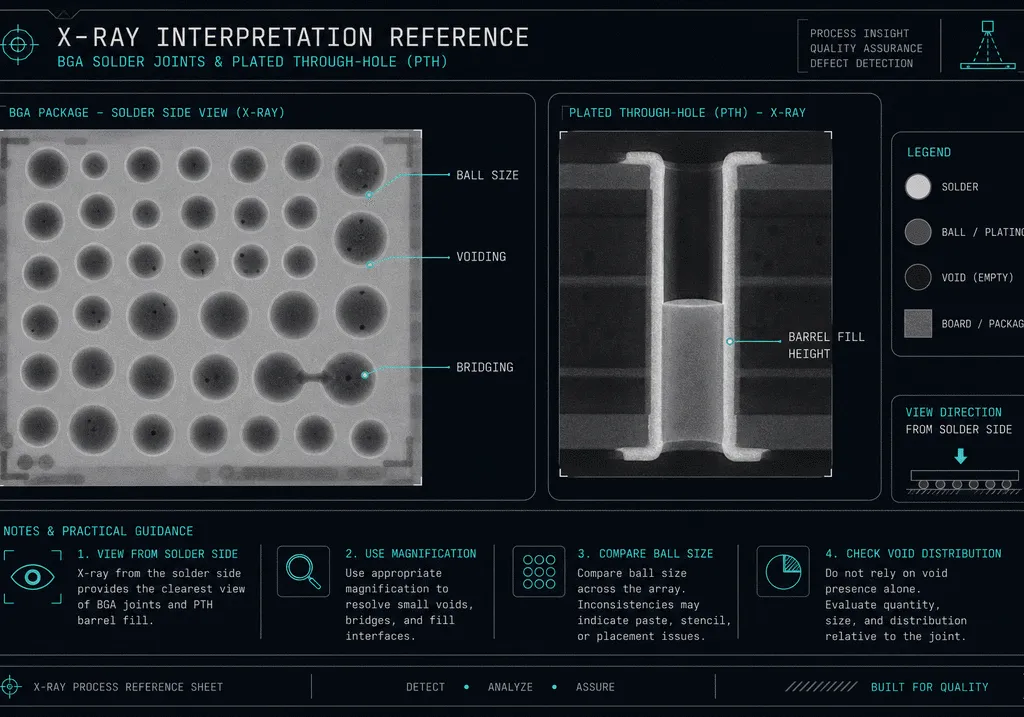 X-RAY INTERPRETATION REFERENCE
BGA SOLDER JOINTS & PLATED THROUGH-HOLE (PTH)
PROCESS INSIGHT
QUALITY ASSURANCE
DEFECT DETECTION
BGA PACKAGE – SOLDER SIDE VIEW (X-RAY)
BALL SIZE
VOIDING
BRIDGING
PLATED THROUGH-HOLE (PTH) – X-RAY
BARREL FILL
HEIGHT
LEGEND
SOLDER
BALL / PLATING
VOID (EMPTY)
BOARD / PACKAG
VIEW DIRECTION
FROM SOLDER SIDE
NOTES & PRACTICAL GUIDANCE
1. VIEW FROM SOLDER SIDE
X-ray from the solder side
provides the clearest view
of BGA joints and PTH
barrel fill.
2. USE MAGNIFICATION
Use appropriate
magnification to
resolve small voids,
bridges, and fill
interfaces.
3. COMPARE BALL SIZE
Compare ball size
across the array.
Inconsistencies may
indicate paste, stencil,
or placement issues.
4. CHECK VOID DISTRIBUTION
Do not rely on void
presence alone.
Evaluate quantity,
size, and distribution
relative to the joint.
X-RAY PROCESS REFERENCE SHEET
DETECT • ANALYZE • ASSURE
BUILT FOR QUALITY